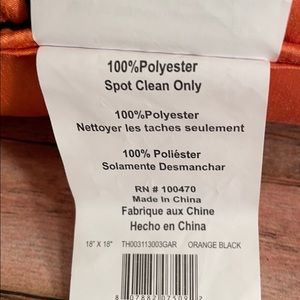 100%Polyester
Spot Clean Only
100%Polyester
Nettoyer les taches seulement
100% Poliéster
Solamente Desmanchar
RN # 100470
Made In China
Fabrique aux Chine
Hecho en China
18" X 18" TH003113003GAR ORANGE BLACK